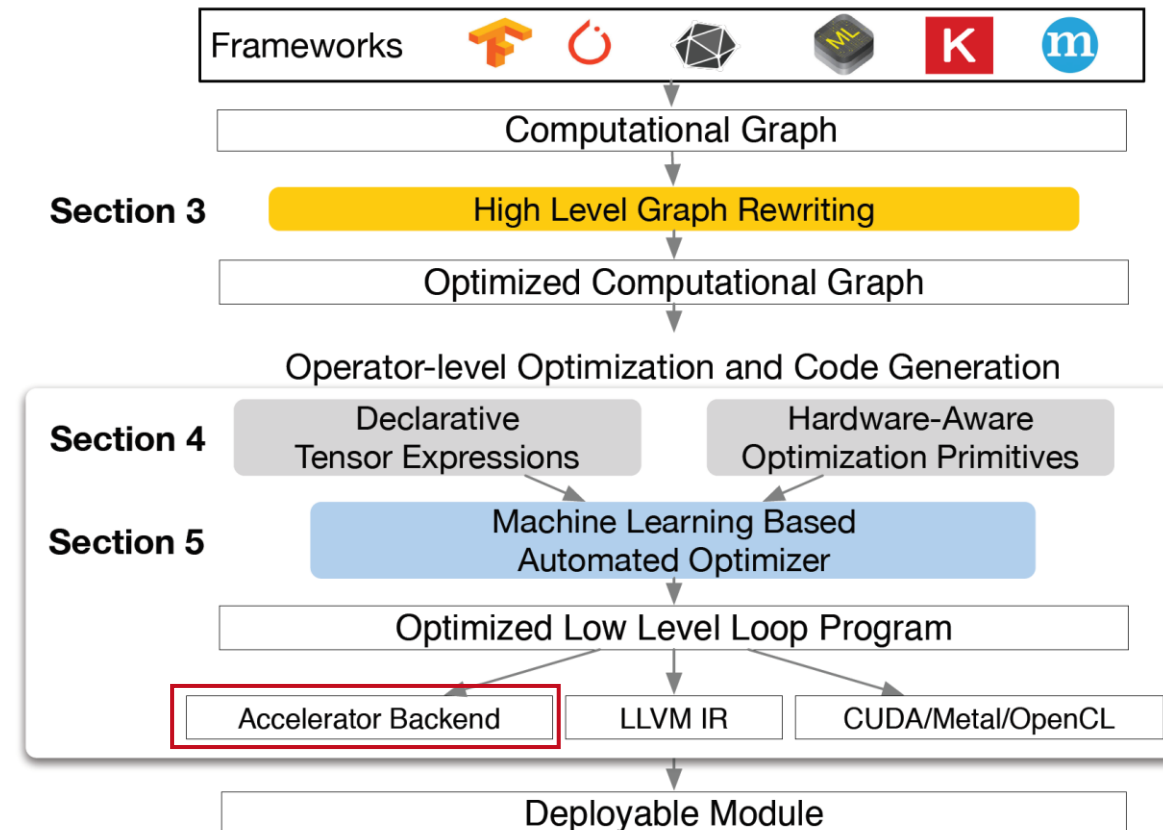 Frameworks ML K m
Computational Graph
Section 3 High Level Graph Rewriting
Optimized Computational Graph
Operator-level Optimization and Code Generation
Section 4
Declarative
Tensor Expressions
Hardware-Aware
Optimization Primitives
Section 5
Machine Learning Based
Automated Optimizer
Optimized Low Level Loop Program
Accelerator Backend LLVM IR CUDA/Metal/OpenCL
Deployable Module